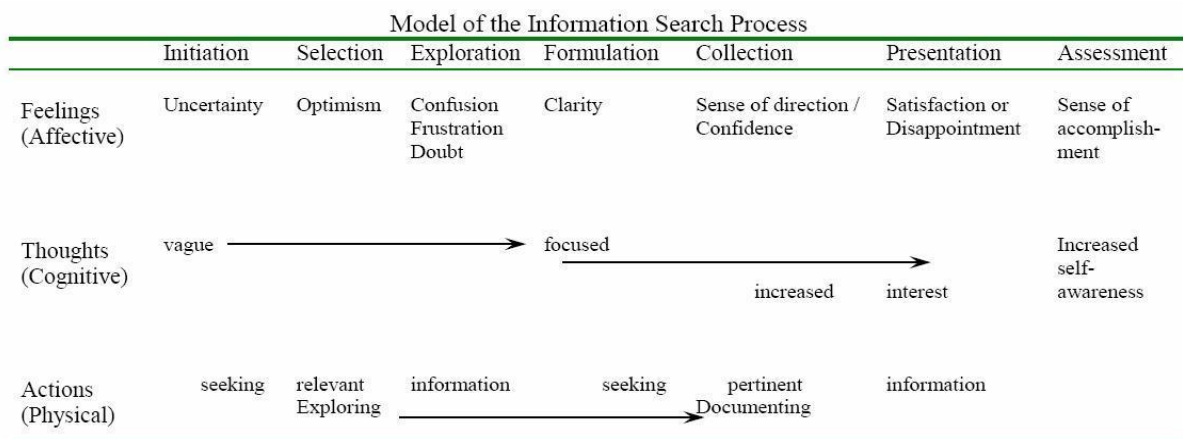 Model of the Information Search Process
Initiation Selection Exploration Formulation Collection Presentation Assessment
Feelings Uncertainty Optimism Confusion Clarity Sense of direction / Satisfaction or Sense of
(Affective) Frustration Confidence Disappointment accomplish-
Doubt ment
Thoughts vague focused Increased
(Cognitive) self-
increased interest awareness
Actions seeking relevant information seeking pertinent information
(Physical) Exploring Documenting